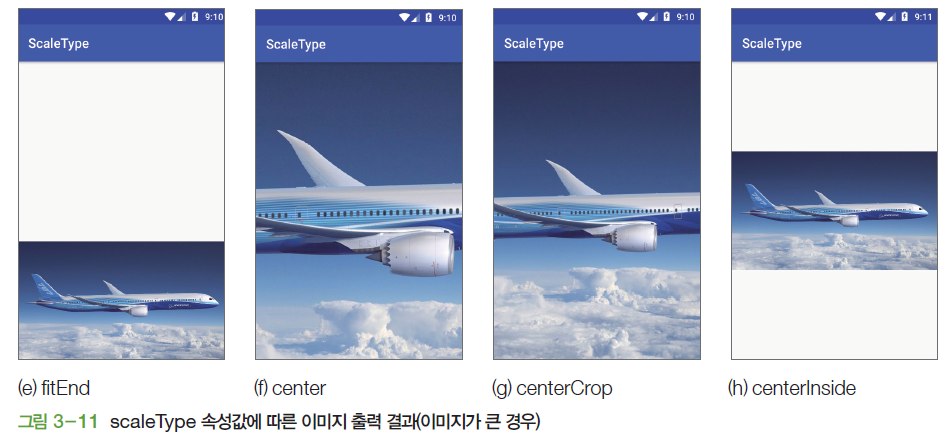 9:10
ScaleType
9:10
ScaleType
9:10
ScaleType
9:11
ScaleType
(e) fitEnd
(f) center
(g) centerCrop
(h) centerInside
그림 3-11 scaleType 속성값에 따른 이미지 출력 결과(이미지가 큰 경우)